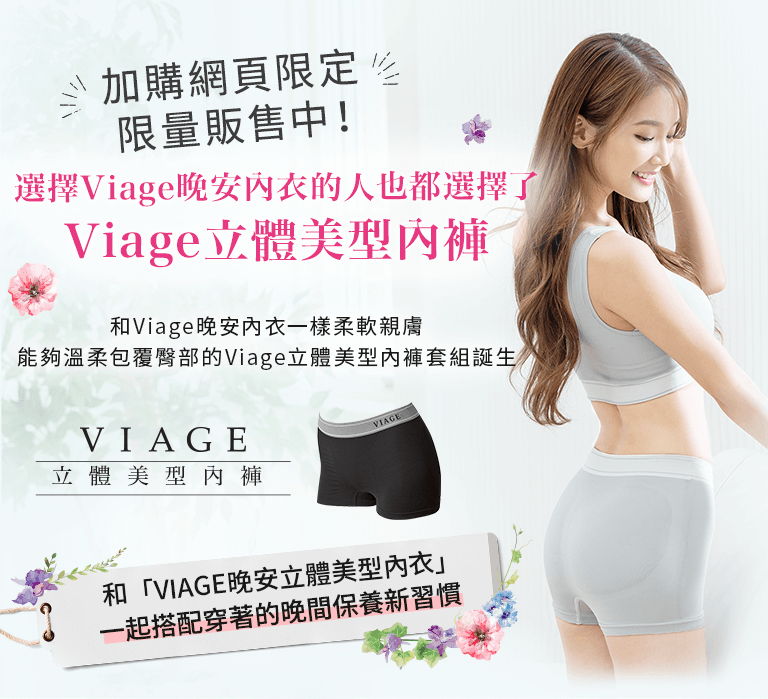 加購網頁限定
限量販售中！
選擇Viage晚安內衣的人也都選擇了
Viage立體美型內褲
和Viage晚安內衣一樣柔軟親膚
能夠溫柔包覆臀部的Viage立體美型內褲套組誕生
VIAGE
VIAGE
立體美型內褲
和「VIAGE晚安立體美型內衣」
一起搭配穿著的晚間保養新習慣